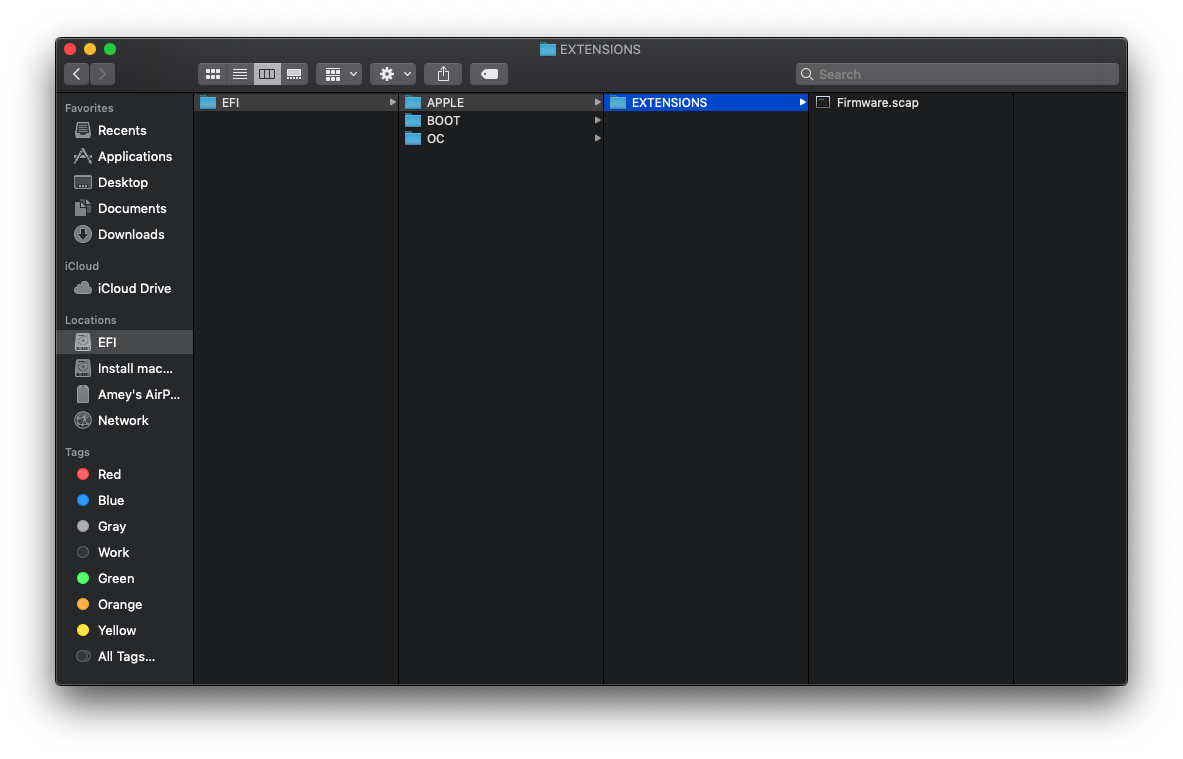 EXTENSIONS
Search
Favorites
Recents
Applications
Desktop
Documents
Downloads
iCloud
iCloud Drive
Locations
EFI
Install mac...
Amey's AirP...
Network
Tags
Red
Blue
Gray
Work
Green
Orange
Yellow
All Tags...
EFI
APPLE
BOOT
OC
EXTENSIONS
Firmware.scap